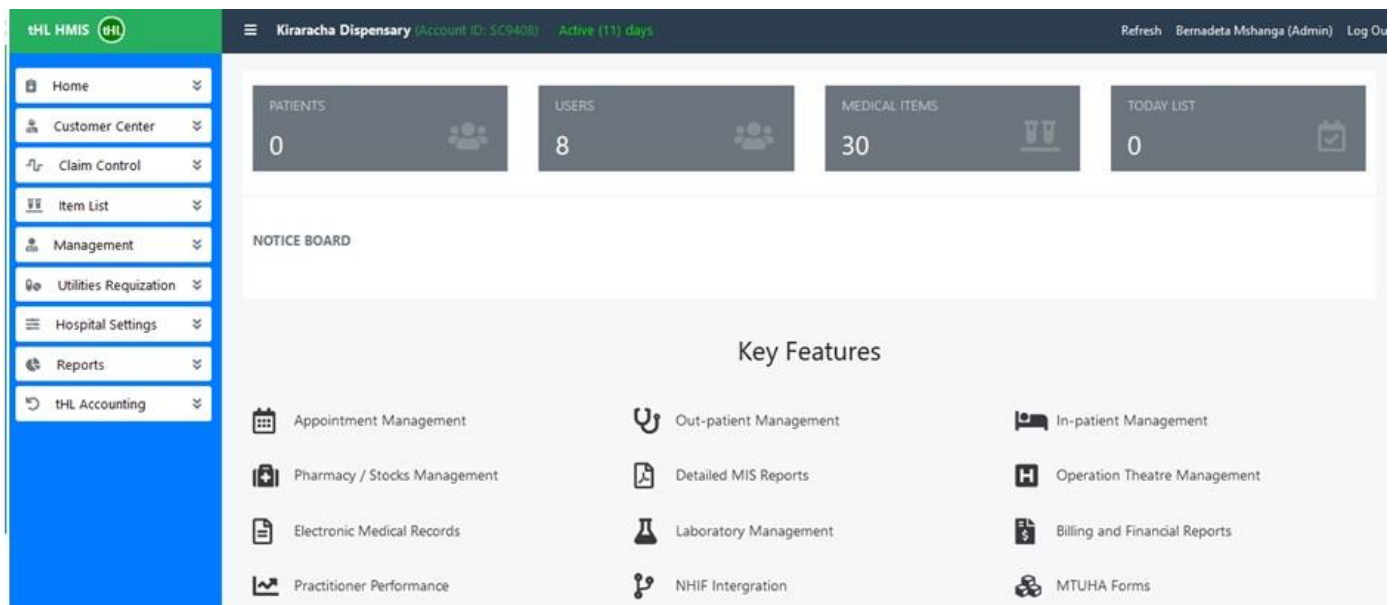 tHL HMIS tHL
Kiraracha Dispensary (Account ID: SC9408) Active (11) days
Refresh Bernadeta Mshanga (Admin) Log Ou
Home
Customer Center
Claim Control
Item List
Management
Utilities Requization
Hospital Settings
Reports
tHL Accounting
PATIENTS
0
USERS
8
MEDICAL ITEMS
30
TODAY LIST
0
NOTICE BOARD
Key Features
Appointment Management
Out-patient Management
In-patient Management
Pharmacy / Stocks Management
Detailed MIS Reports
Operation Theatre Management
Electronic Medical Records
Laboratory Management
Billing and Financial Reports
Practitioner Performance
NHIF Intergration
MTUHA Forms